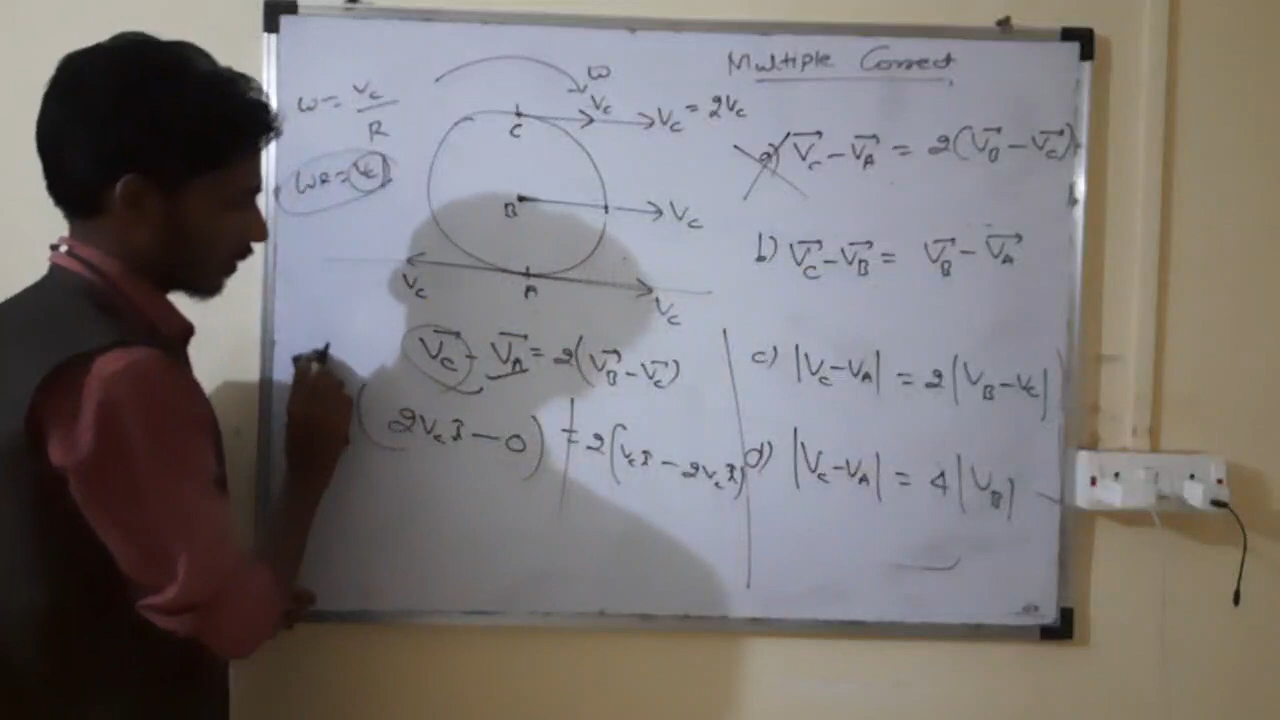 Multiple Correct
ω = Vc/R
ωR = Vc
ω
Vc
Vc = 2Vc
C
B
Vc
Vc
A
Vc
a) V⃗c − V⃗A = 2(V⃗B − V⃗c)
b) V⃗c − V⃗B = V⃗B − V⃗A
c) |Vc − VA| = 2|VB − Vc|
d) |Vc − VA| = 4|VB|
V⃗c − V⃗A = 2(V⃗B − V⃗c)
(2Vc î − 0) = 2(Vc î − 2Vc î)